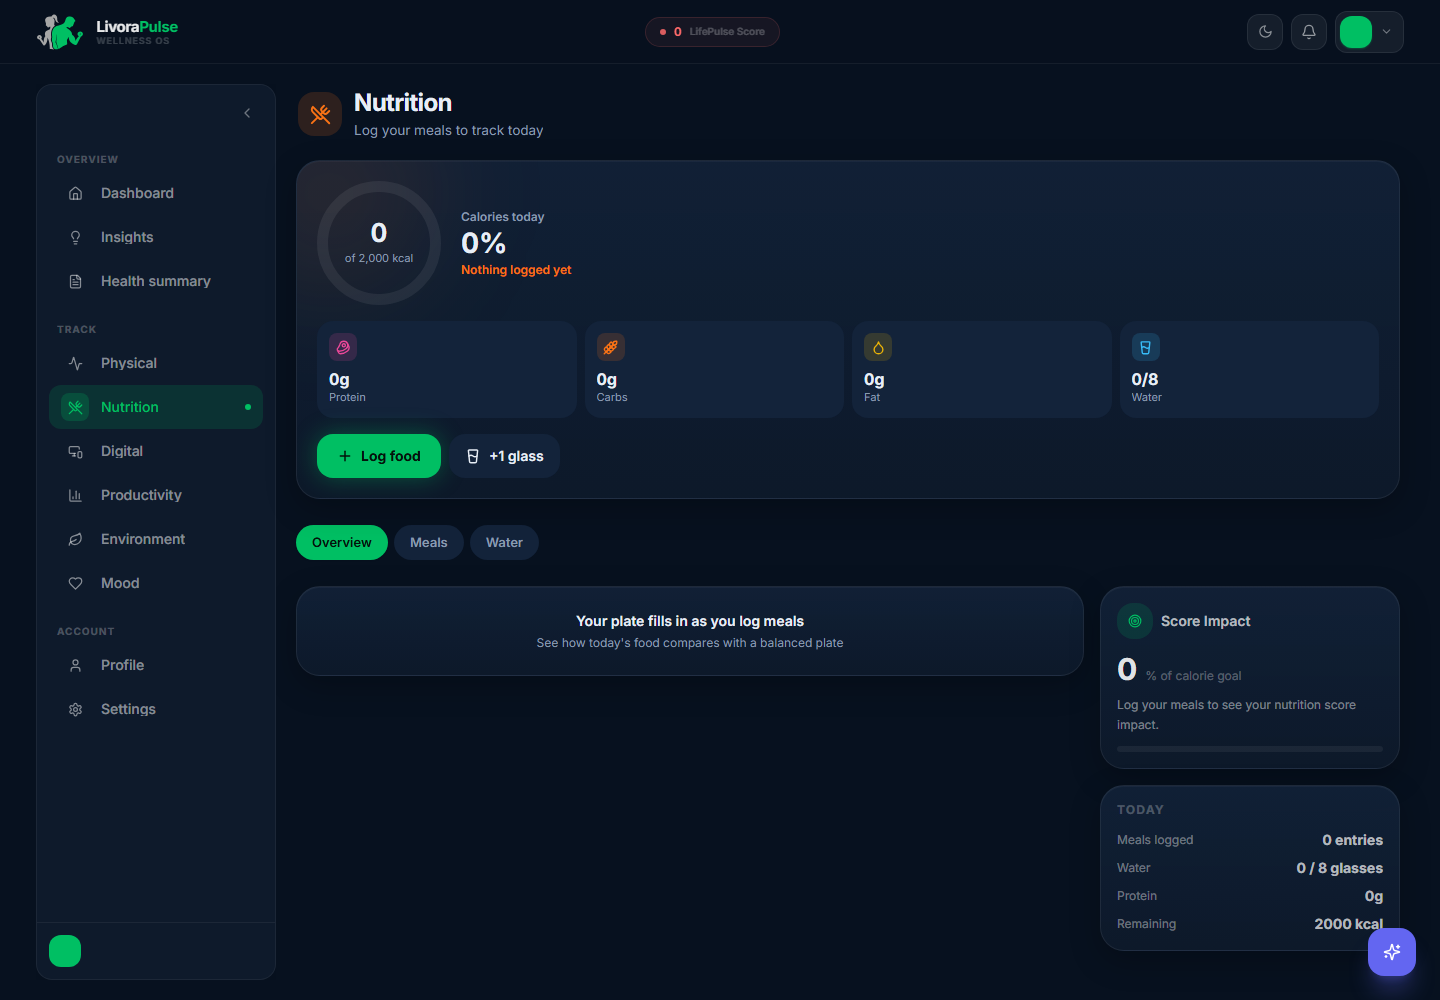 LivoraPulse
WELLNESS OS
0 LifePulse Score
OVERVIEW
Dashboard
Insights
Health summary
TRACK
Physical
Nutrition
Digital
Productivity
Environment
Mood
ACCOUNT
Profile
Settings
Nutrition
Log your meals to track today
0
of 2,000 kcal
Calories today
0%
Nothing logged yet
0g
Protein
0g
Carbs
0g
Fat
0/8
Water
+ Log food
+1 glass
Overview
Meals
Water
Your plate fills in as you log meals
See how today's food compares with a balanced plate
Score Impact
0 % of calorie goal
Log your meals to see your nutrition score
impact.
TODAY
Meals logged 0 entries
Water 0 / 8 glasses
Protein 0g
Remaining 2000 kcal